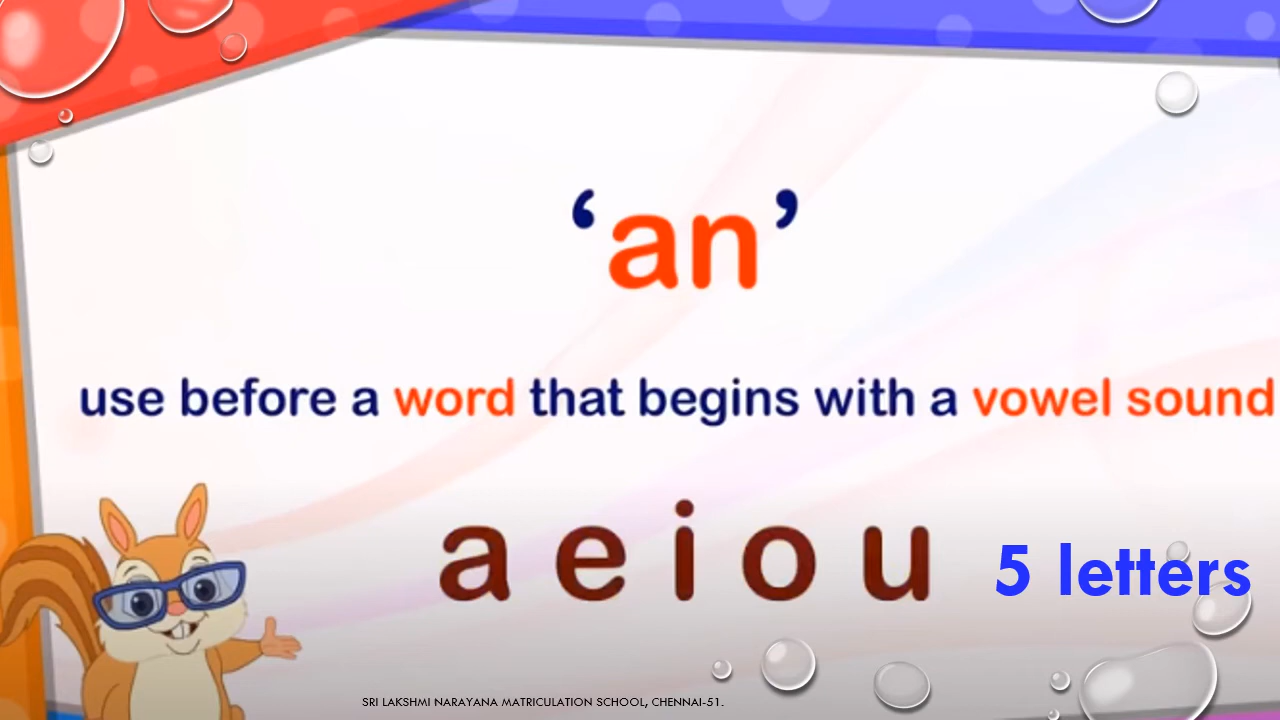 ‘an’
use before a word that begins with a vowel sound
a e i o u 5 letters
SRI LAKSHMI NARAYANA MATRICULATION SCHOOL, CHENNAI-51.